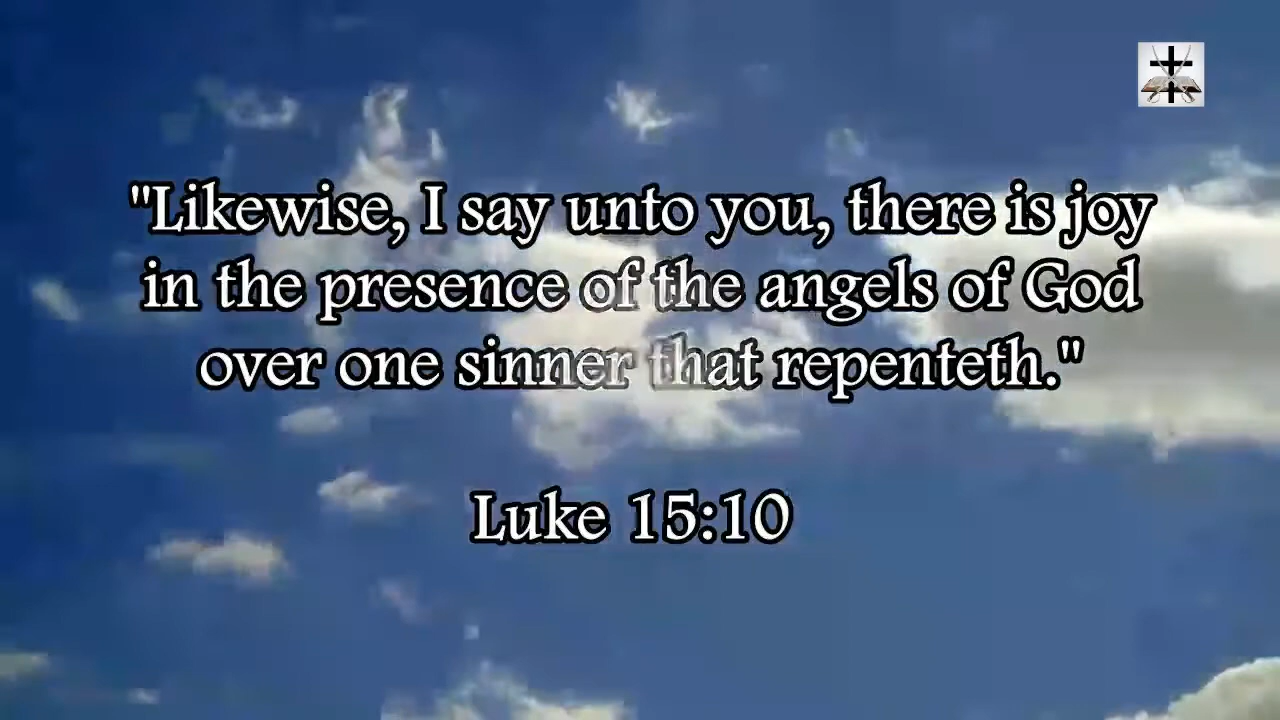 "Likewise, I say unto you, there is joy
in the presence of the angels of God
over one sinner that repenteth."
Luke 15:10